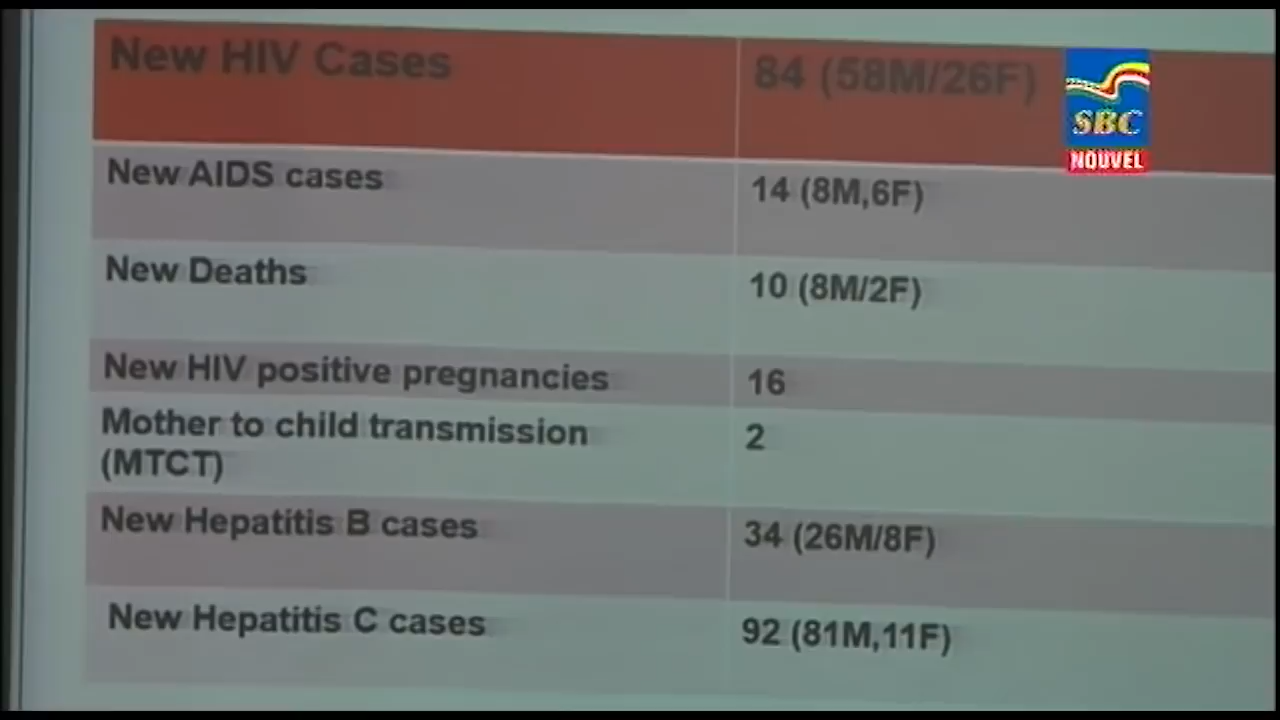 New HIV Cases 84 (58M/26F)
SBC
NOUVEL
New AIDS cases 14 (8M,6F)
New Deaths 10 (8M/2F)
New HIV positive pregnancies 16
Mother to child transmission 2
(MTCT)
New Hepatitis B cases 34 (26M/8F)
New Hepatitis C cases 92 (81M,11F)